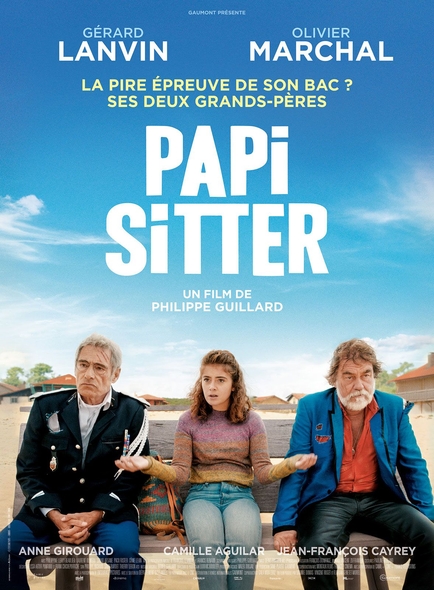 GAUMONT PRÉSENTE
GÉRARD
LANVIN
OLIVIER
MARCHAL
LA PIRE ÉPREUVE DE SON BAC ?
SES DEUX GRANDS-PÈRES
PAPi
SiTTER
UN FILM DE
PHILIPPE GUILLARD
ANNE GIROUARD
CAMILLE AGUILAR
JEAN-FRANÇOIS CAYREY